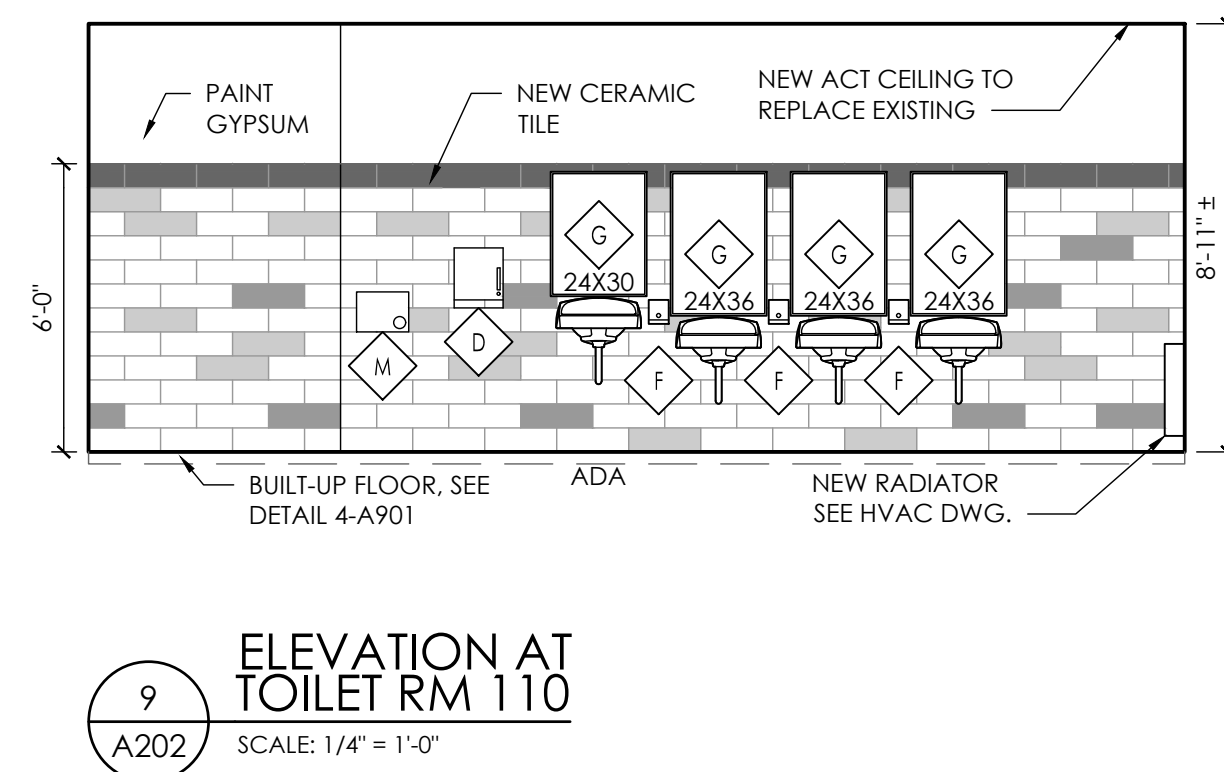 PAINT
GYPSUM
NEW CERAMIC
TILE
NEW ACT CEILING TO
REPLACE EXISTING
6'-0"
8'-11" ±
G
24X30
G
24X36
G
24X36
G
24X36
M
D
F
F
F
BUILT-UP FLOOR, SEE
DETAIL 4-A901
ADA
NEW RADIATOR
SEE HVAC DWG.
9
A202
ELEVATION AT
TOILET RM 110
SCALE: 1/4" = 1'-0"